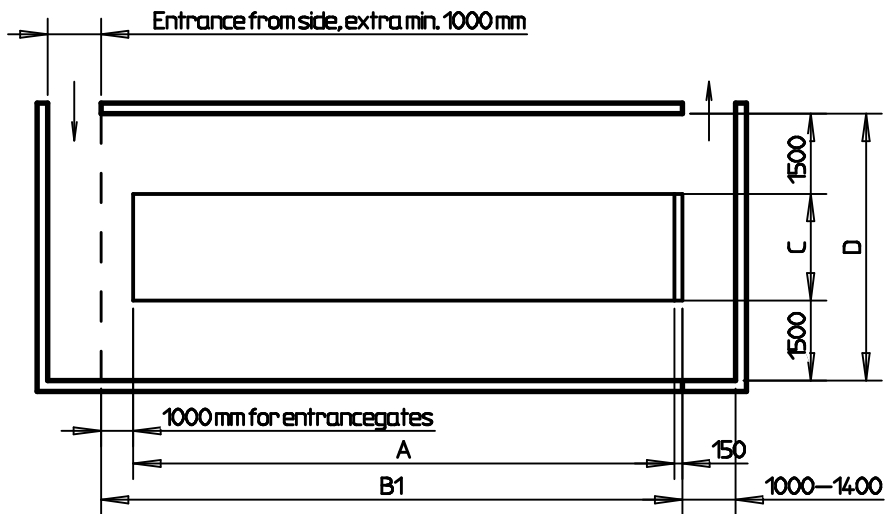 Entrance from side, extra min. 1000 mm
1500
C
D
1500
1000 mm for entrancegates
A
150
B1
1000-1400